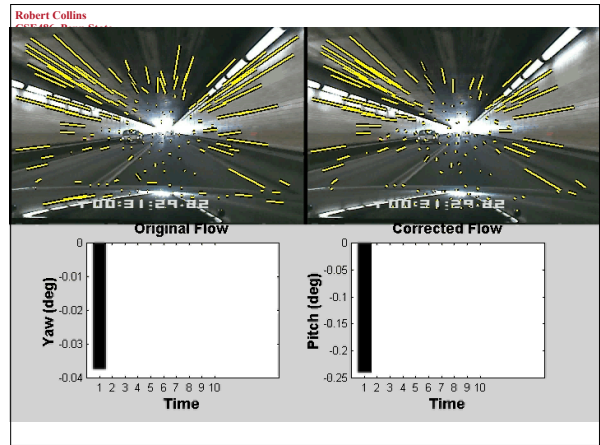 Robert Collins
CSE486, Penn State
00:31:29.82
00:31:29.82
Original Flow
Corrected Flow
0
-0.01
-0.02
-0.03
-0.04
Yaw (deg)
1 2 3 4 5 6 7 8 9 10
Time
0
-0.05
-0.1
-0.15
-0.2
-0.25
Pitch (deg)
1 2 3 4 5 6 7 8 9 10
Time